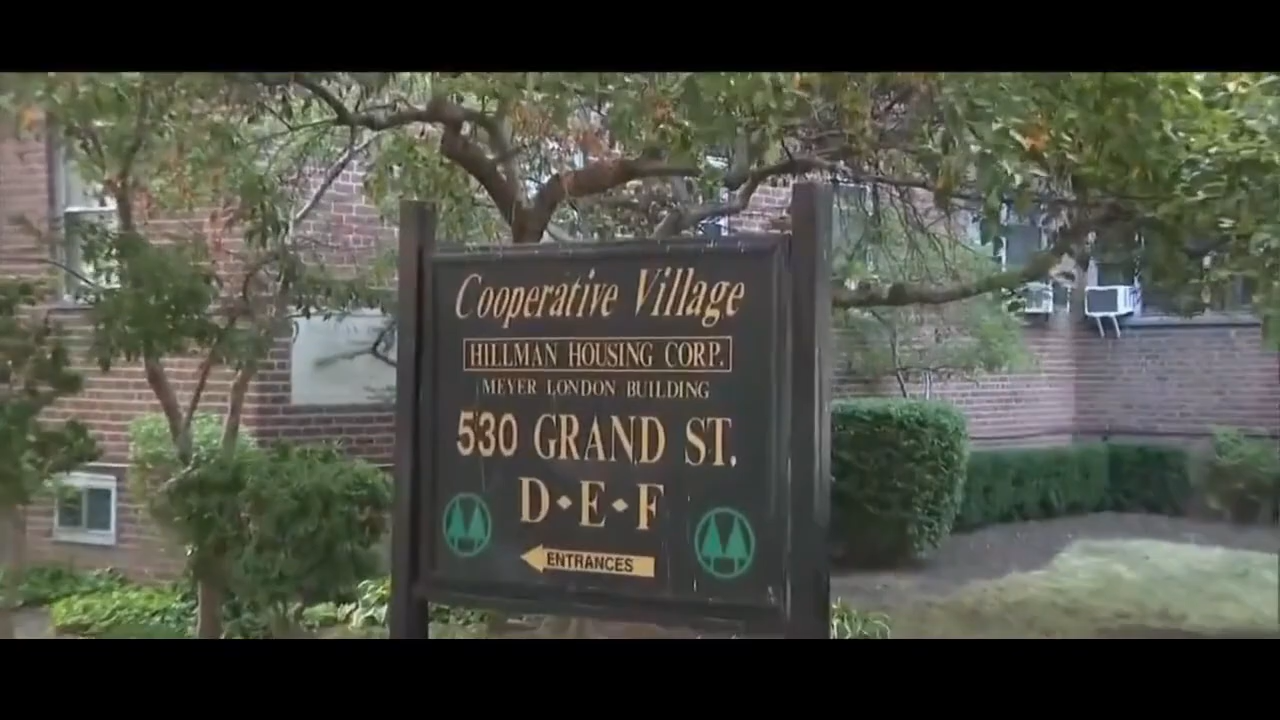 Cooperative Village
HILLMAN HOUSING CORP.
MEYER LONDON BUILDING
530 GRAND ST.
D•E•F
ENTRANCES